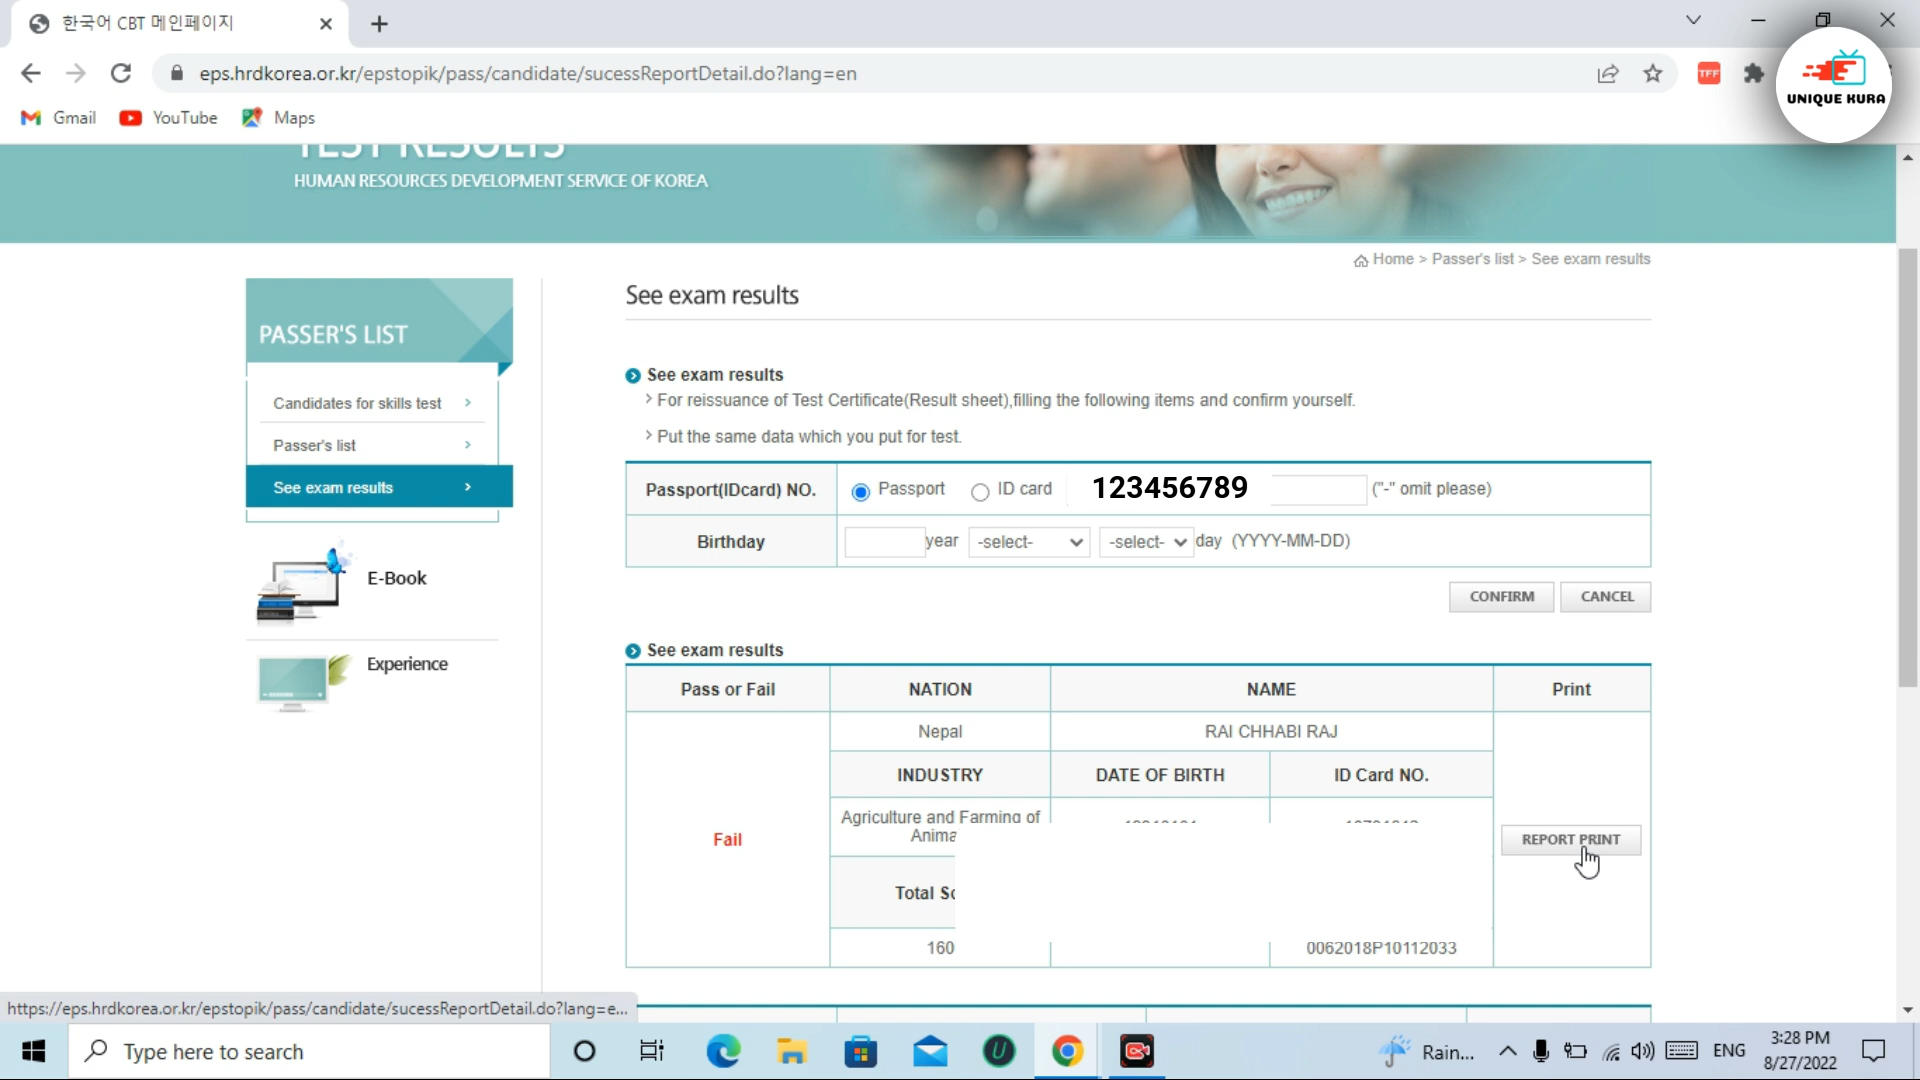 한국어 CBT 메인페이지
eps.hrdkorea.or.kr/epstopik/pass/candidate/sucessReportDetail.do?lang=en
TFF
UNIQUE KURA
Gmail YouTube Maps
TEST RESULTS
HUMAN RESOURCES DEVELOPMENT SERVICE OF KOREA
Home > Passer's list > See exam results
See exam results
PASSER'S LIST
Candidates for skills test
Passer's list
See exam results
E-Book
Experience
See exam results
For reissuance of Test Certificate(Result sheet),filling the following items and confirm yourself.
Put the same data which you put for test.
Passport(IDcard) NO. Passport ID card 123456789 ("-" omit please)
Birthday year -select- -select- day (YYYY-MM-DD)
CONFIRM CANCEL
See exam results
Pass or Fail NATION NAME Print
Nepal RAI CHHABI RAJ
INDUSTRY DATE OF BIRTH ID Card NO.
Agriculture and Farming of
Anima
Fail REPORT PRINT
Total Sc
160 0062018P10112033
https://eps.hrdkorea.or.kr/epstopik/pass/candidate/sucessReportDetail.do?lang=e...
Type here to search
Rain... ENG
3:28 PM
8/27/2022